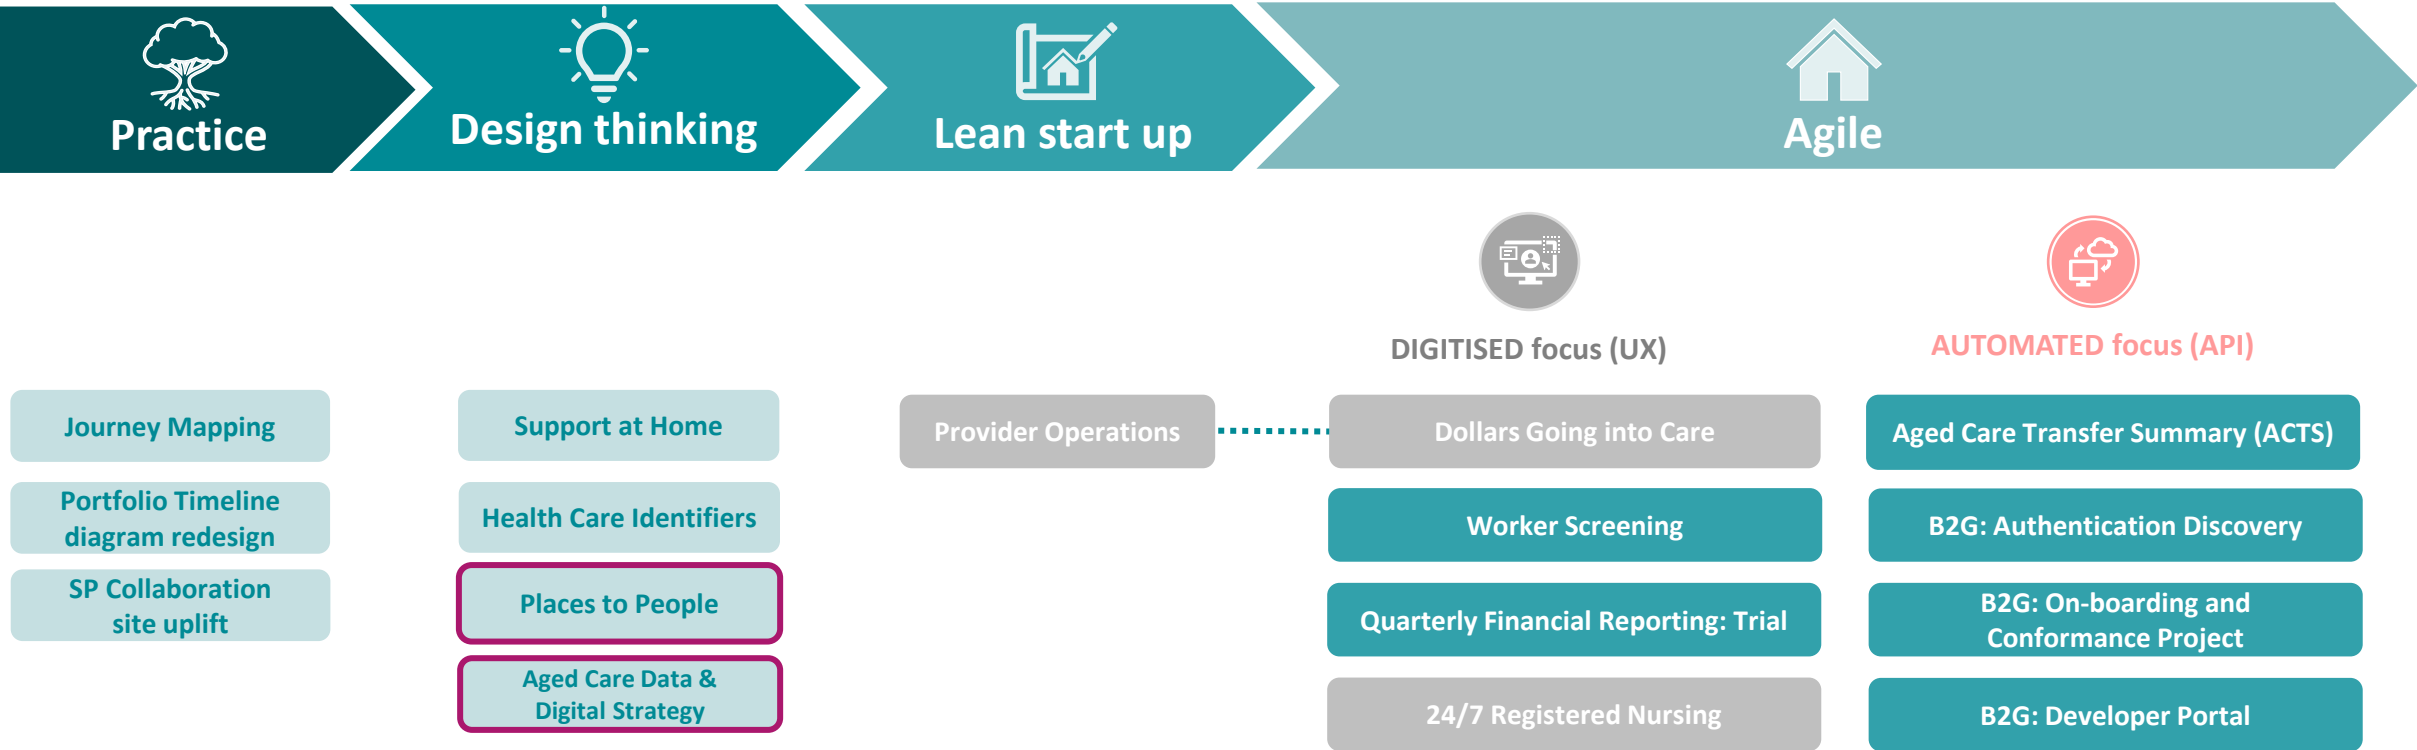 Practice
Design thinking
Lean start up
Agile
DIGITISED focus (UX)
AUTOMATED focus (API)
Journey Mapping
Portfolio Timeline
diagram redesign
SP Collaboration
site uplift
Support at Home
Health Care Identifiers
Places to People
Aged Care Data &
Digital Strategy
Provider Operations
Dollars Going into Care
Worker Screening
Quarterly Financial Reporting: Trial
24/7 Registered Nursing
Aged Care Transfer Summary (ACTS)
B2G: Authentication Discovery
B2G: On-boarding and
Conformance Project
B2G: Developer Portal